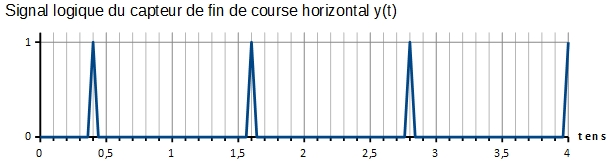 Signal logique du capteur de fin de course horizontal y(t)
1
0
0 0,5 1 1,5 2 2,5 3 3,5 4 t ens